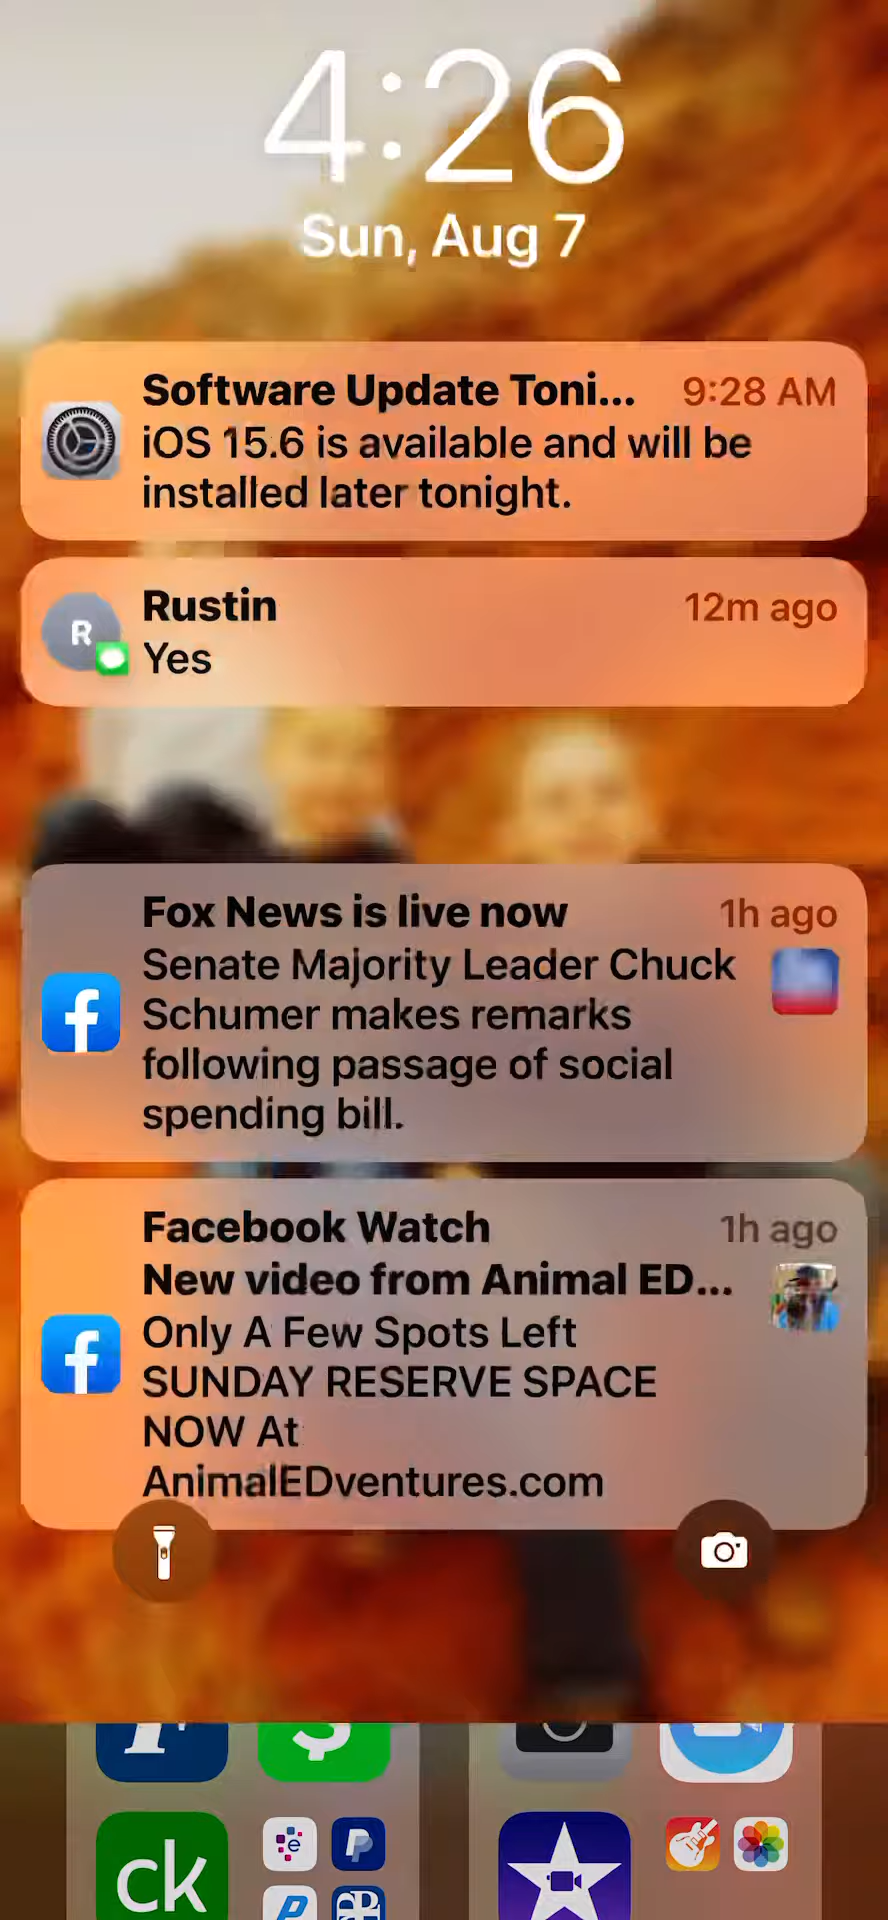 4:26
Sun, Aug 7
Software Update Toni... 9:28 AM
iOS 15.6 is available and will be
installed later tonight.
R
Rustin 12m ago
Yes
Fox News is live now 1h ago
Senate Majority Leader Chuck
Schumer makes remarks
following passage of social
spending bill.
Facebook Watch 1h ago
New video from Animal ED...
Only A Few Spots Left
SUNDAY RESERVE SPACE
NOW At
AnimalEDventures.com
ck